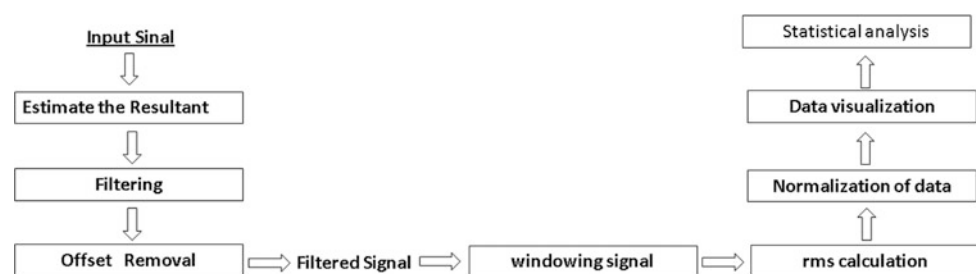 Input Sinal
Estimate the Resultant
Filtering
Offset Removal
Filtered Signal
windowing signal
rms calculation
Normalization of data
Data visualization
Statistical analysis